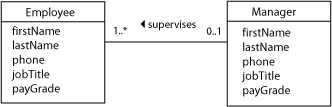 Employee
firstName
lastName
phone
jobTitle
payGrade
1..* ◀ supervises 0..1
Manager
firstName
lastName
phone
jobTitle
payGrade